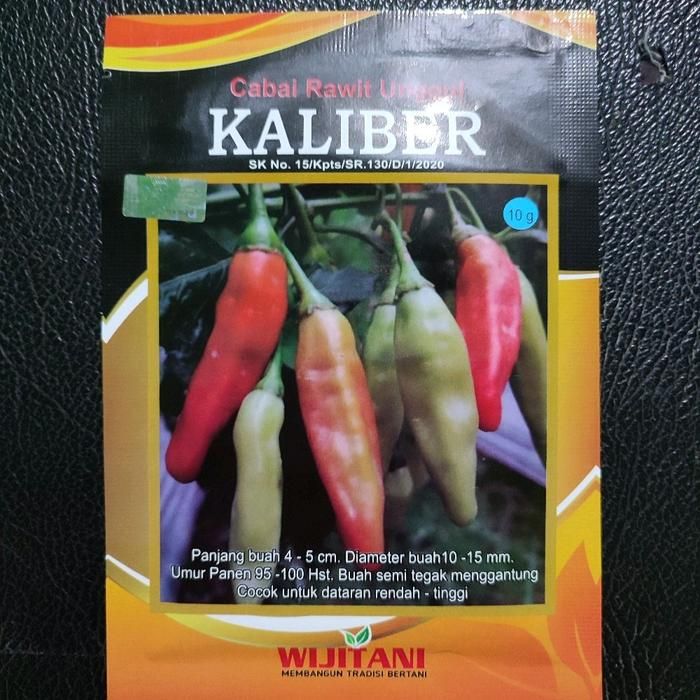 Cabai Rawit Unggul
KALIBER
SK No. 15/Kpts/SR.130/D/1/2020
10 g
Panjang buah 4 - 5 cm. Diameter buah10 -15 mm.
Umur Panen 95 -100 Hst. Buah semi tegak menggantung
Cocok untuk dataran rendah - tinggi
WIJITANI
MEMBANGUN TRADISI BERTANI